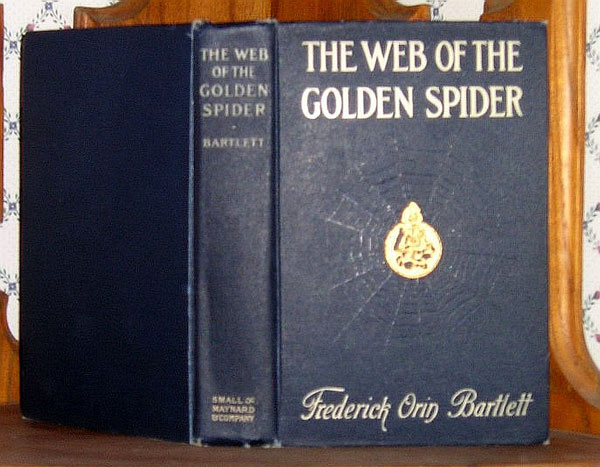 THE WEB
OF THE
GOLDEN
SPIDER
BARTLETT
SMALL
MAYNARD
& COMPANY
THE WEB OF THE
GOLDEN SPIDER
Frederick Orin Bartlett